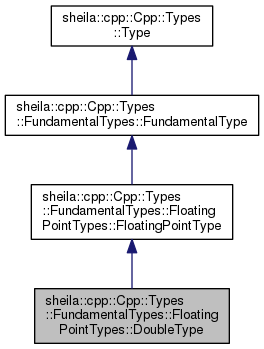 sheila::cpp::Cpp::Types
::Type
sheila::cpp::Cpp::Types
::FundamentalTypes::FundamentalType
sheila::cpp::Cpp::Types
::FundamentalTypes::Floating
PointTypes::FloatingPointType
sheila::cpp::Cpp::Types
::FundamentalTypes::Floating
PointTypes::DoubleType